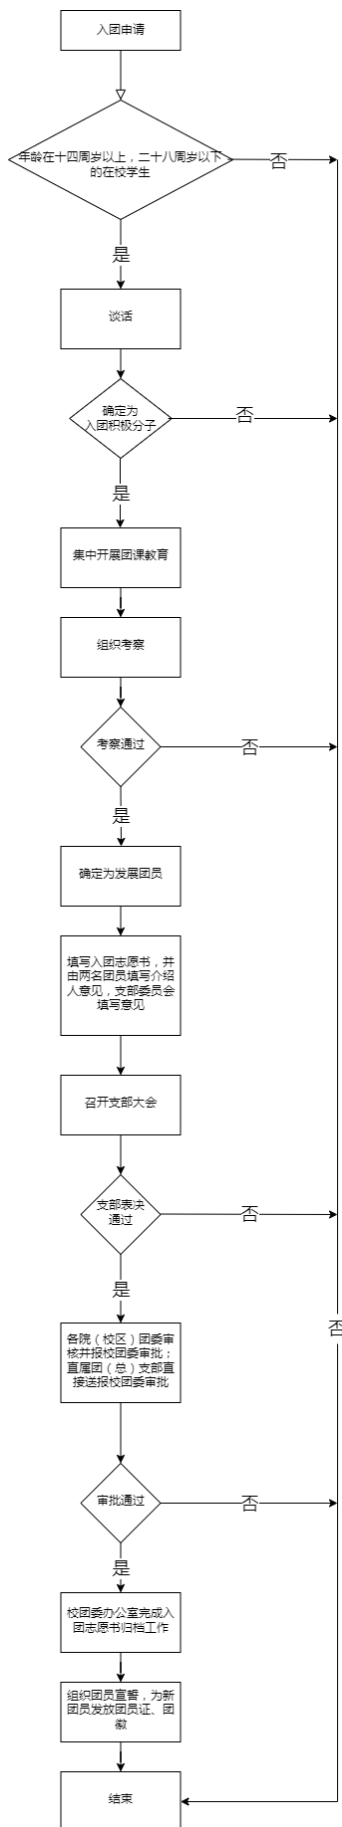 入团申请
年龄在十四周岁以上，二十八周岁以下
的在校学生
否
是
谈话
确定为
入团积极分子
否
是
集中开展团课教育
组织考察
考察通过
否
是
确定为发展团员
填写入团志愿书，并
由两名团员填写介绍
人意见，支部委员会
填写意见
召开支部大会
支部表决
通过
否
是
否
各院（校区）团委审
核并报校团委审批；
直属团（总）支部直
接送报校团委审批
审批通过
否
是
校团委办公室完成入
团志愿书归档工作
组织团员宣誓，为新
团员发放团员证、团
徽
结束